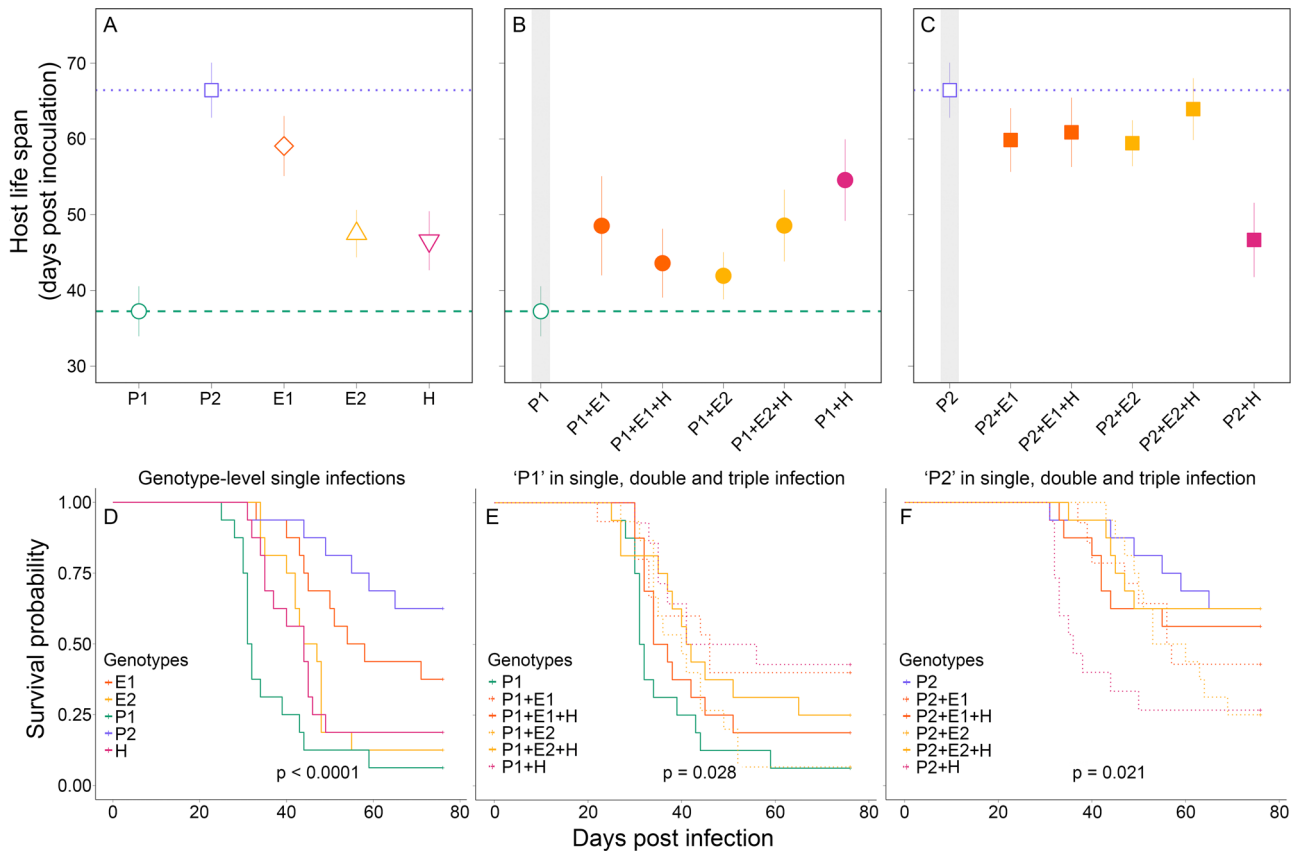 A
B
C
Host life span
(days post inoculation)
70
60
50
40
30
P1
P2
E1
E2
H
P1
P1+E1
P1+E1+H
P1+E2
P1+E2+H
P1+H
P2
P2+E1
P2+E1+H
P2+E2
P2+E2+H
P2+H
Genotype-level single infections
‘P1’ in single, double and triple infection
‘P2’ in single, double and triple infection
D
E
F
Survival probability
1.00
0.75
0.50
0.25
0.00
Genotypes
E1
E2
P1
P2
H
p < 0.0001
Genotypes
P1
P1+E1
P1+E1+H
P1+E2
P1+E2+H
P1+H
p = 0.028
Genotypes
P2
P2+E1
P2+E1+H
P2+E2
P2+E2+H
P2+H
p = 0.021
0 20 40 60 80
0 20 40 60 80
0 20 40 60 80
Days post infection